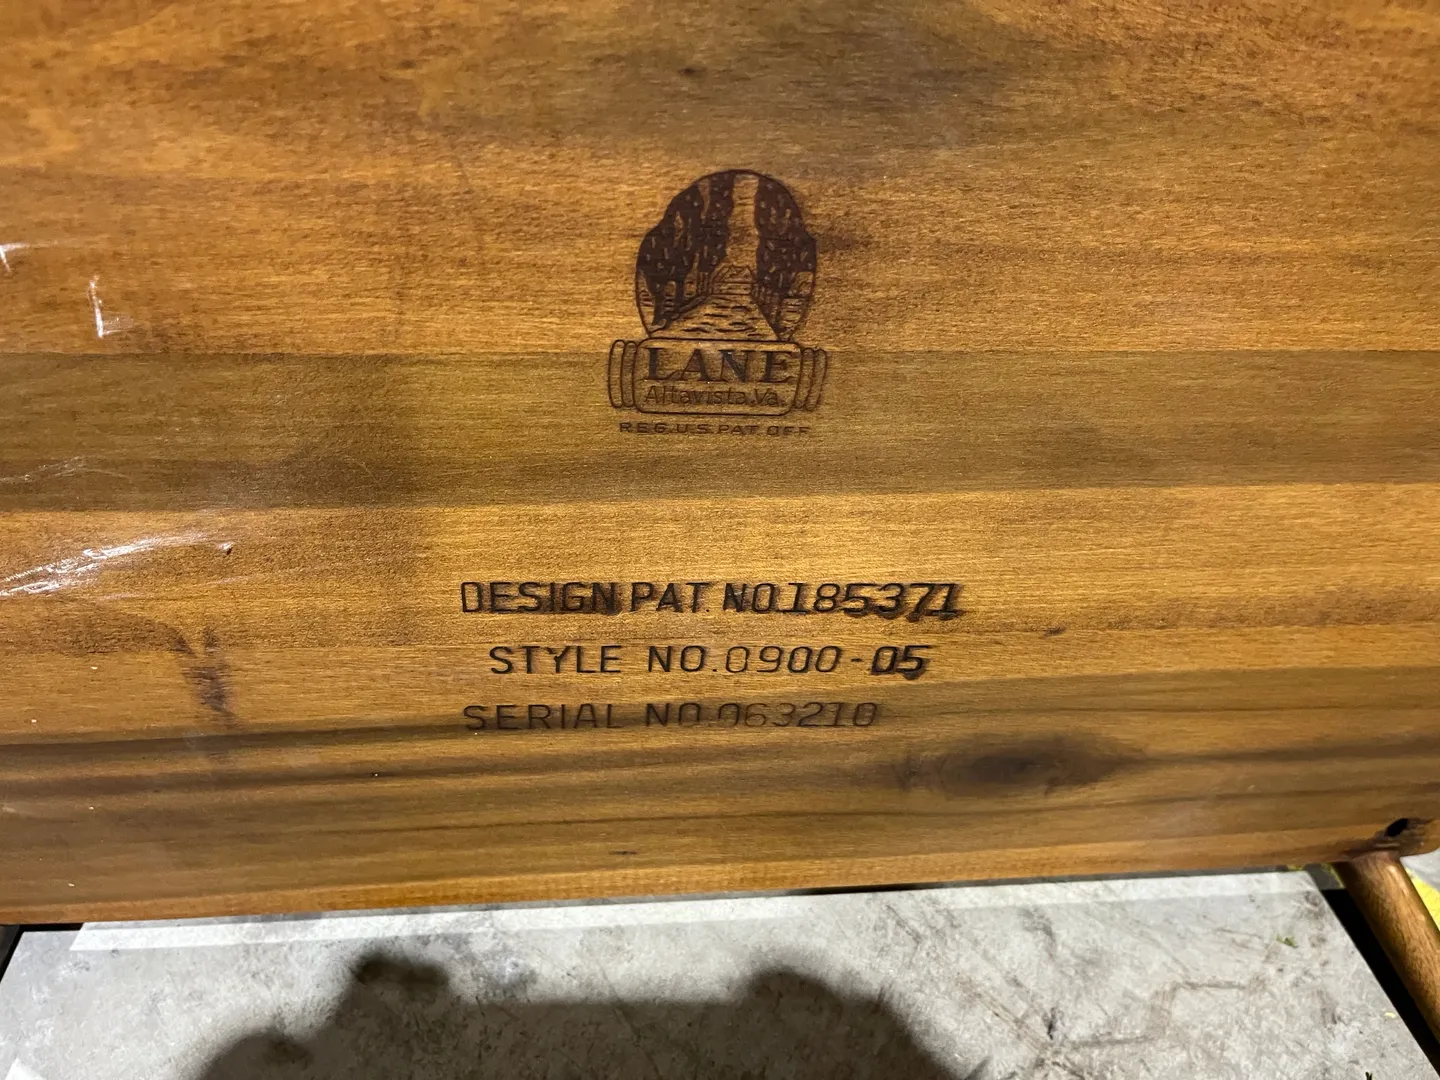 LANE
Altavista, Va.
REG. U.S. PAT. OFF.
DESIGN PAT. NO.185371
STYLE NO.0900-05
SERIAL NO.063210